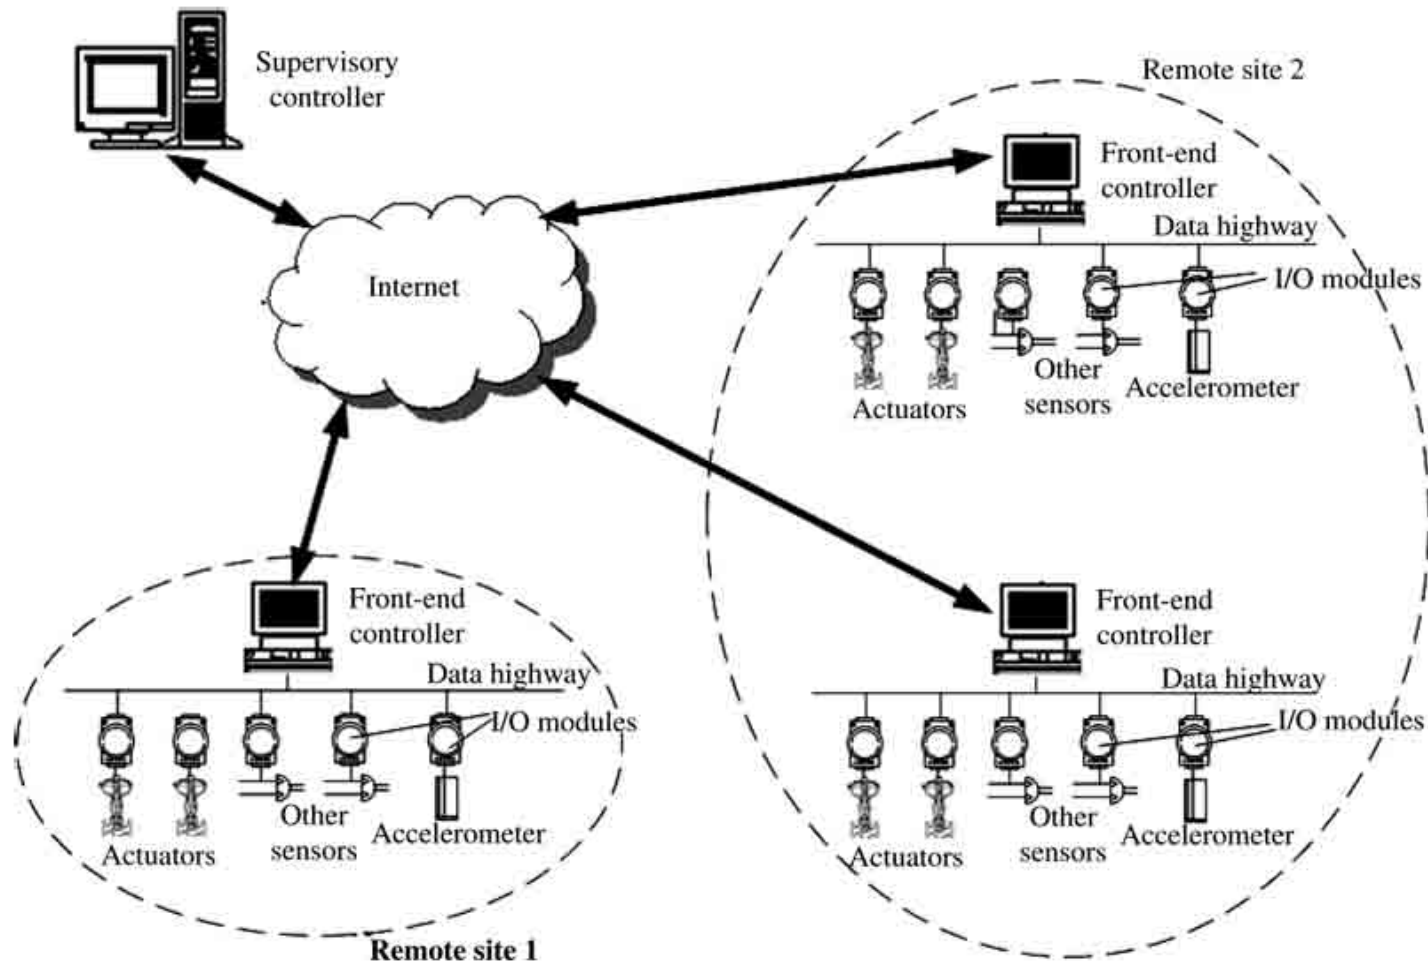 Supervisory
controller
Remote site 2
Front-end
controller
Data highway
I/O modules
Internet
Other
sensors
Accelerometer
Actuators
Front-end
controller
Data highway
I/O modules
Other
sensors
Accelerometer
Actuators
Remote site 1
Front-end
controller
Data highway
I/O modules
Other
sensors
Accelerometer
Actuators